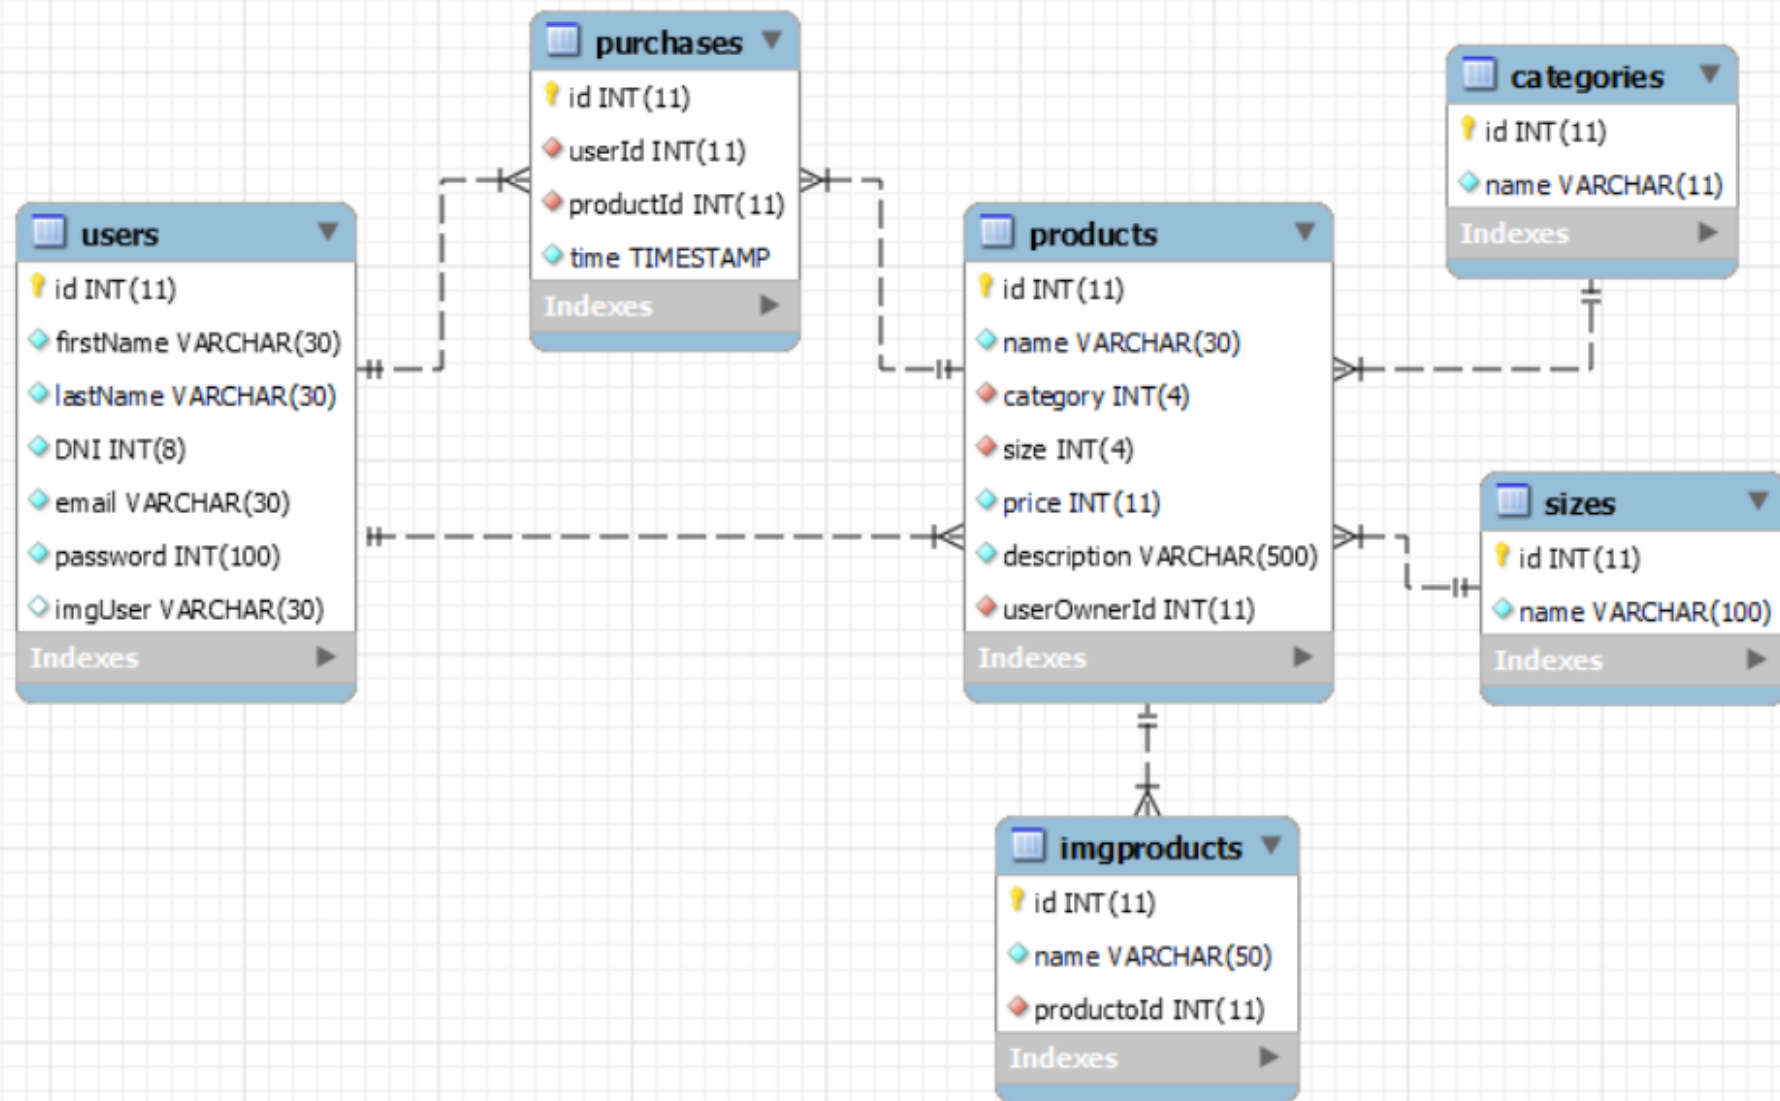 purchases
id INT(11)
userId INT(11)
productId INT(11)
time TIMESTAMP
Indexes
categories
id INT(11)
name VARCHAR(11)
Indexes
users
id INT(11)
firstName VARCHAR(30)
lastName VARCHAR(30)
DNI INT(8)
email VARCHAR(30)
password INT(100)
imgUser VARCHAR(30)
Indexes
products
id INT(11)
name VARCHAR(30)
category INT(4)
size INT(4)
price INT(11)
description VARCHAR(500)
userOwnerId INT(11)
Indexes
sizes
id INT(11)
name VARCHAR(100)
Indexes
imgproducts
id INT(11)
name VARCHAR(50)
productoId INT(11)
Indexes